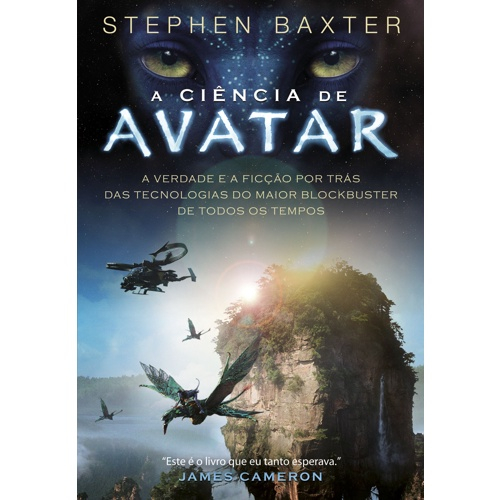 STEPHEN BAXTER
A CIÊNCIA DE
AVATAR
A VERDADE E A FICÇÃO POR TRÁS
DAS TECNOLOGIAS DO MAIOR BLOCKBUSTER
DE TODOS OS TEMPOS
"Este é o livro que eu tanto esperava."
JAMES CAMERON